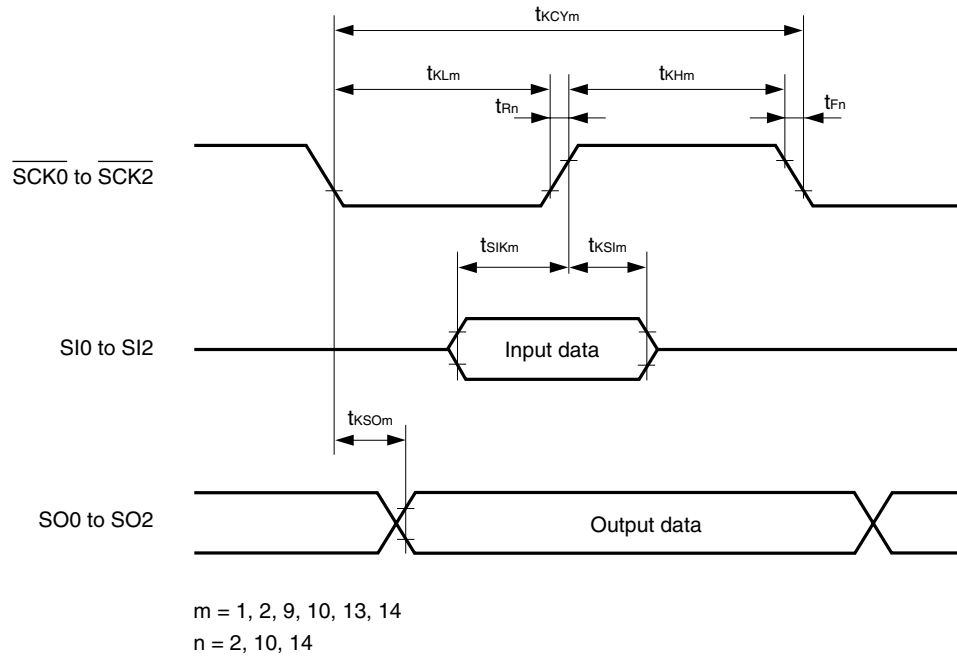 tKCYm
tKLm
tKHm
tRn
tFn
SCK0 to SCK2
tSIKm
tKSIm
SI0 to SI2
Input data
tKSOm
SO0 to SO2
Output data
m = 1, 2, 9, 10, 13, 14
n = 2, 10, 14